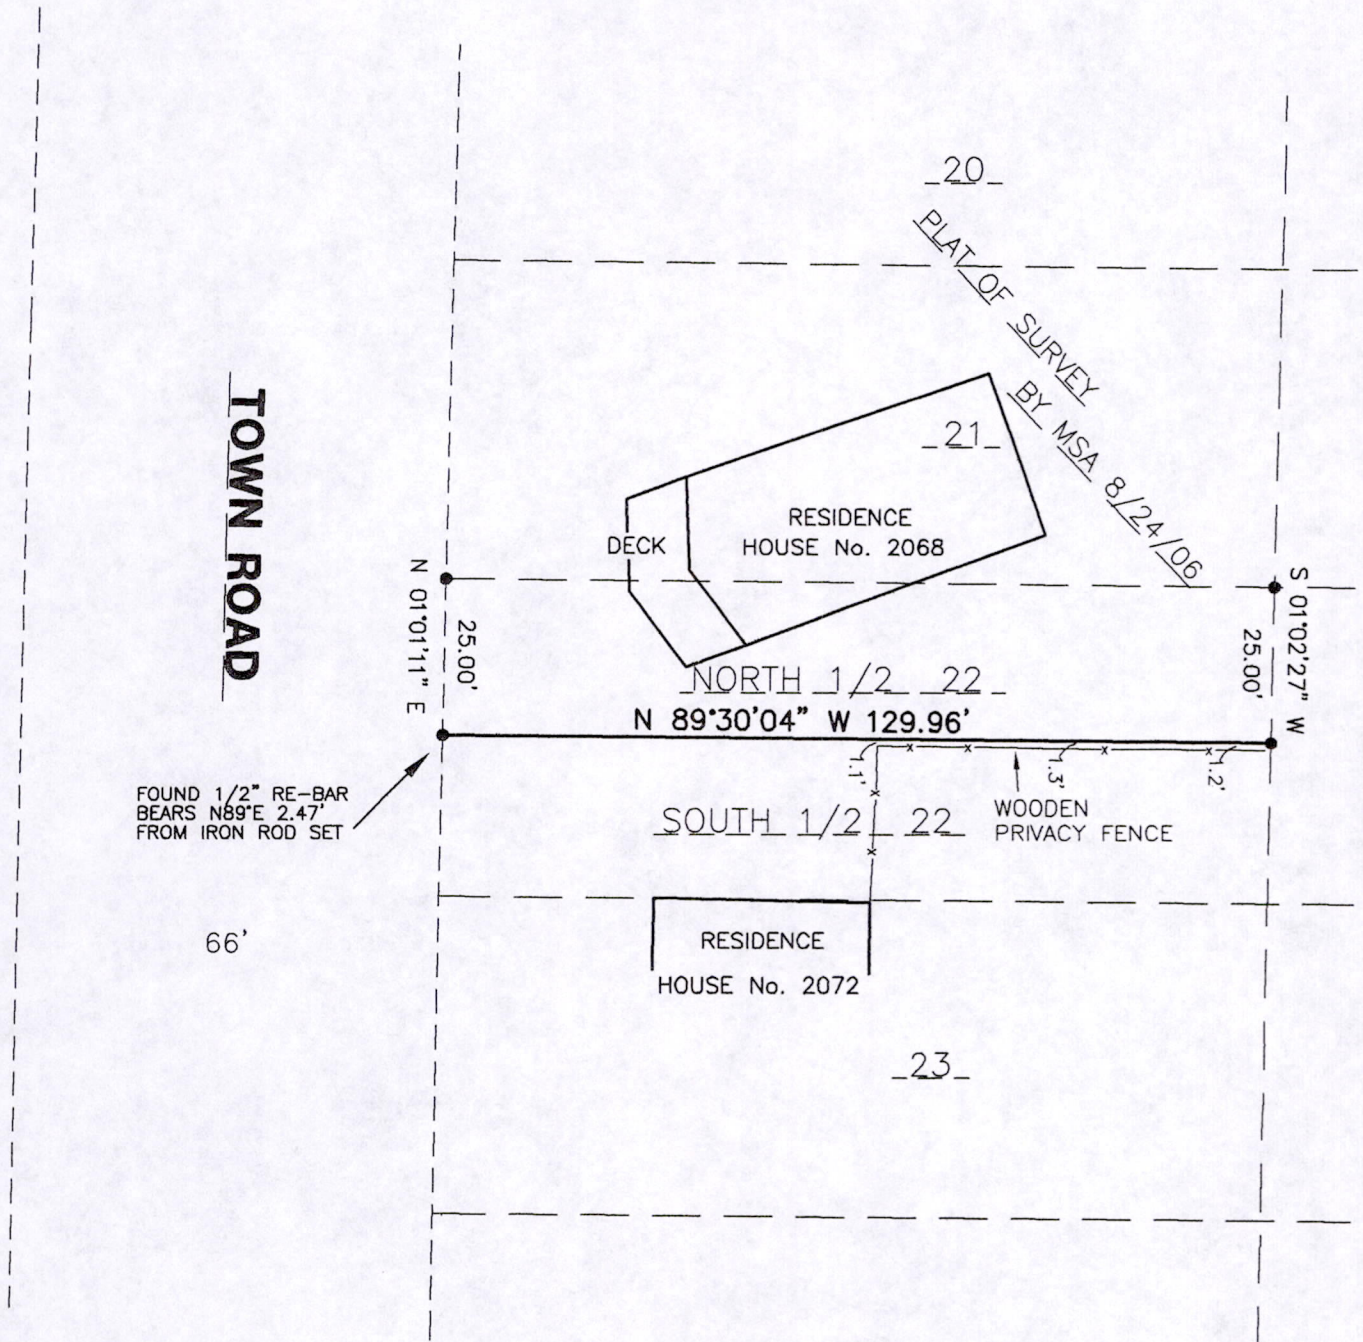 20
PLAT OF SURVEY
BY MSA 8/24/06
21
RESIDENCE
HOUSE No. 2068
DECK
TOWN ROAD
N 01°01'11" E
25.00'
S 01°02'27" W
25.00'
NORTH 1/2 22
N 89°30'04" W 129.96'
1.1'
1.3'
1.2'
FOUND 1/2" RE-BAR
BEARS N89°E 2.47'
FROM IRON ROD SET
SOUTH 1/2 22
WOODEN
PRIVACY FENCE
66'
RESIDENCE
HOUSE No. 2072
23